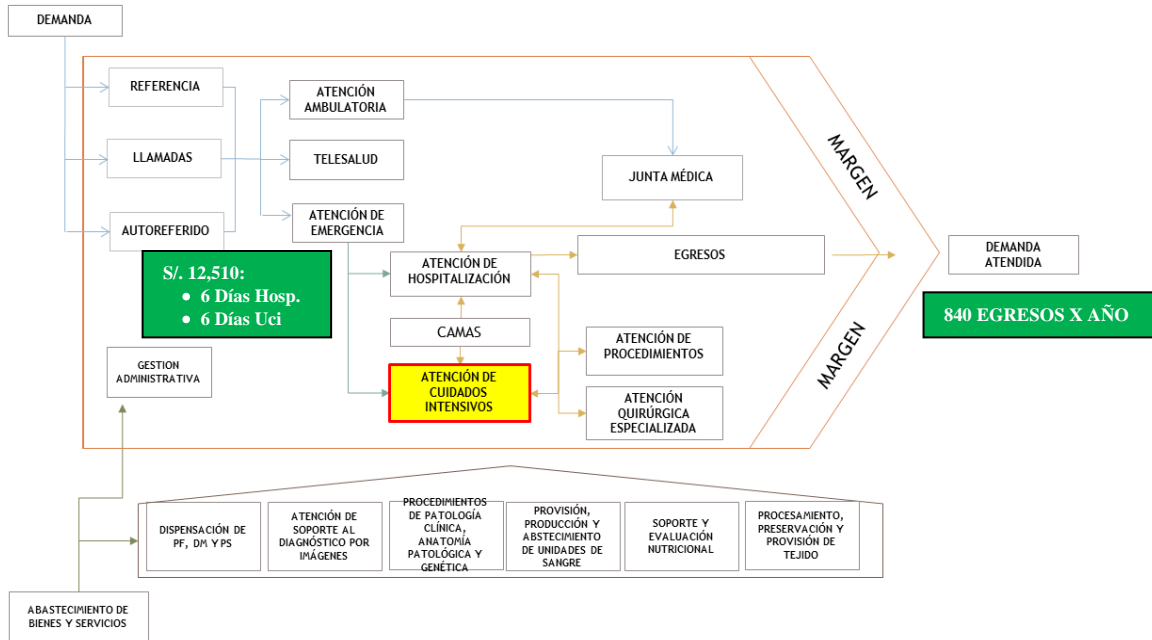 DEMANDA
REFERENCIA
LLAMADAS
AUTOREFERIDO
ATENCIÓN
AMBULATORIA
TELESALUD
ATENCIÓN DE
EMERGENCIA
JUNTA MÉDICA
MARGEN
S/. 12,510:
• 6 Días Hosp.
• 6 Días Uci
ATENCIÓN DE
HOSPITALIZACIÓN
EGRESOS
DEMANDA
ATENDIDA
840 EGRESOS X AÑO
CAMAS
ATENCIÓN DE
CUIDADOS
INTENSIVOS
ATENCIÓN DE
PROCEDIMIENTOS
ATENCIÓN
QUIRÚRGICA
ESPECIALIZADA
MARGEN
GESTION
ADMINISTRATIVA
DISPENSACIÓN DE
PF, DM Y PS
ATENCIÓN DE
SOPORTE AL
DIAGNÓSTICO POR
IMÁGENES
PROCEDIMIENTOS
DE PATOLOGÍA
CLÍNICA,
ANATOMÍA
PATOLÓGICA Y
GENÉTICA
PROVISIÓN,
PRODUCCIÓN Y
ABSTECIMIENTO
DE UNIDADES DE
SANGRE
SOPORTE Y
EVALUACIÓN
NUTRICIONAL
PROCESAMIENTO,
PRESERVACIÓN Y
PROVISIÓN DE
TEJIDO
ABASTECIMIENTO DE
BIENES Y SERVICIOS